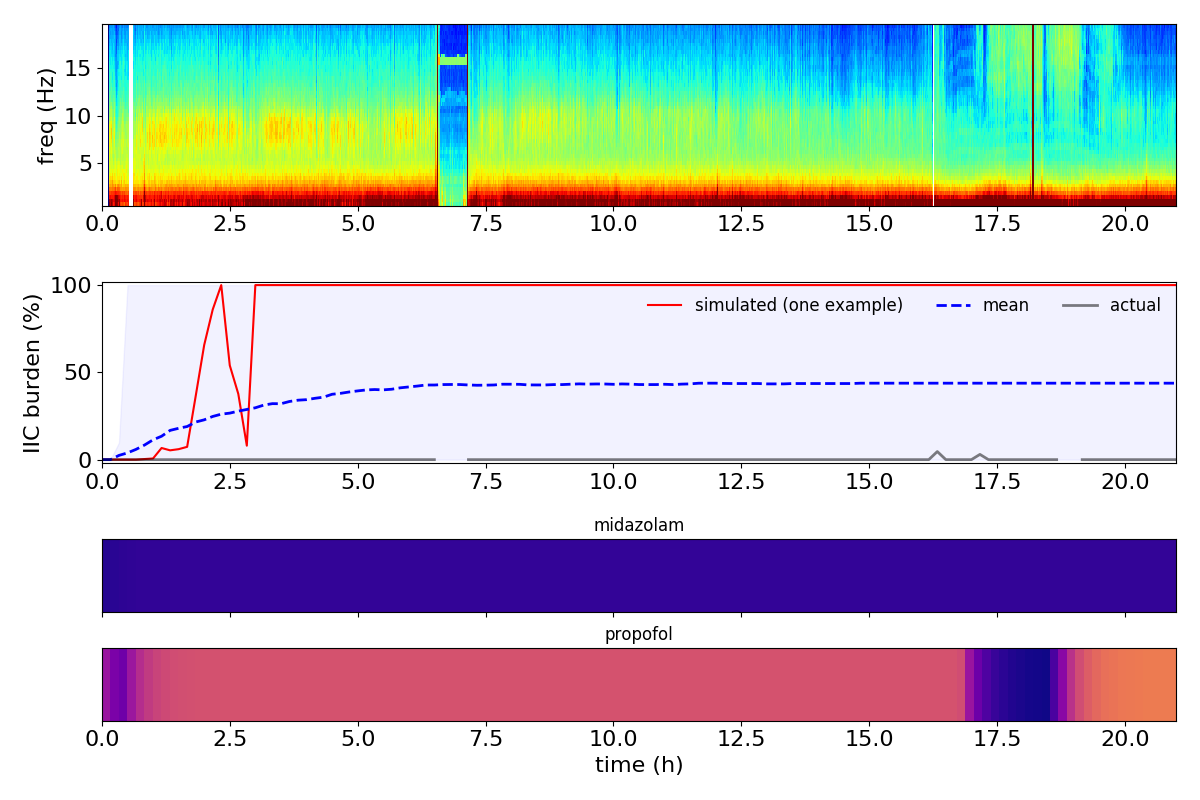 freq (Hz)
15
10
5
0.0 2.5 5.0 7.5 10.0 12.5 15.0 17.5 20.0
IIC burden (%)
100
50
0
simulated (one example) mean actual
0.0 2.5 5.0 7.5 10.0 12.5 15.0 17.5 20.0
midazolam
propofol
0.0 2.5 5.0 7.5 10.0 12.5 15.0 17.5 20.0
time (h)